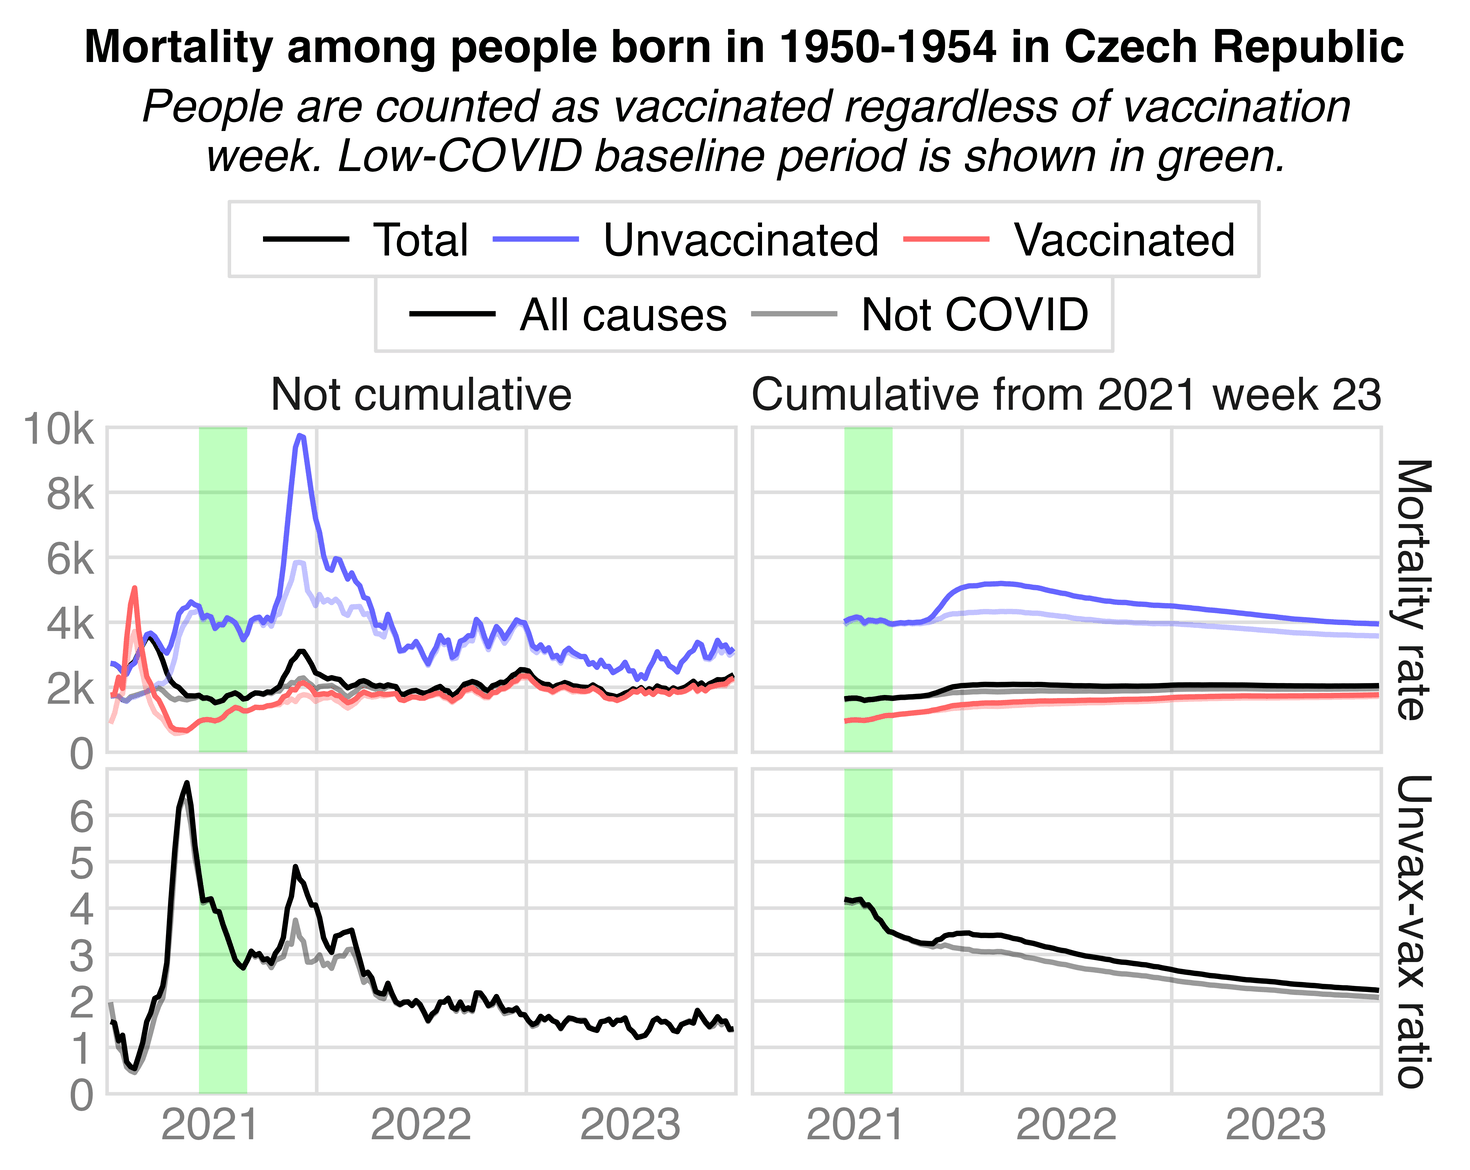 Mortality among people born in 1950-1954 in Czech Republic
People are counted as vaccinated regardless of vaccination
week. Low-COVID baseline period is shown in green.
Total Unvaccinated Vaccinated
All causes Not COVID
Not cumulative
Cumulative from 2021 week 23
10k
8k
6k
4k
2k
0
Mortality rate
6
5
4
3
2
1
0
Unvax-vax ratio
2021 2022 2023
2021 2022 2023